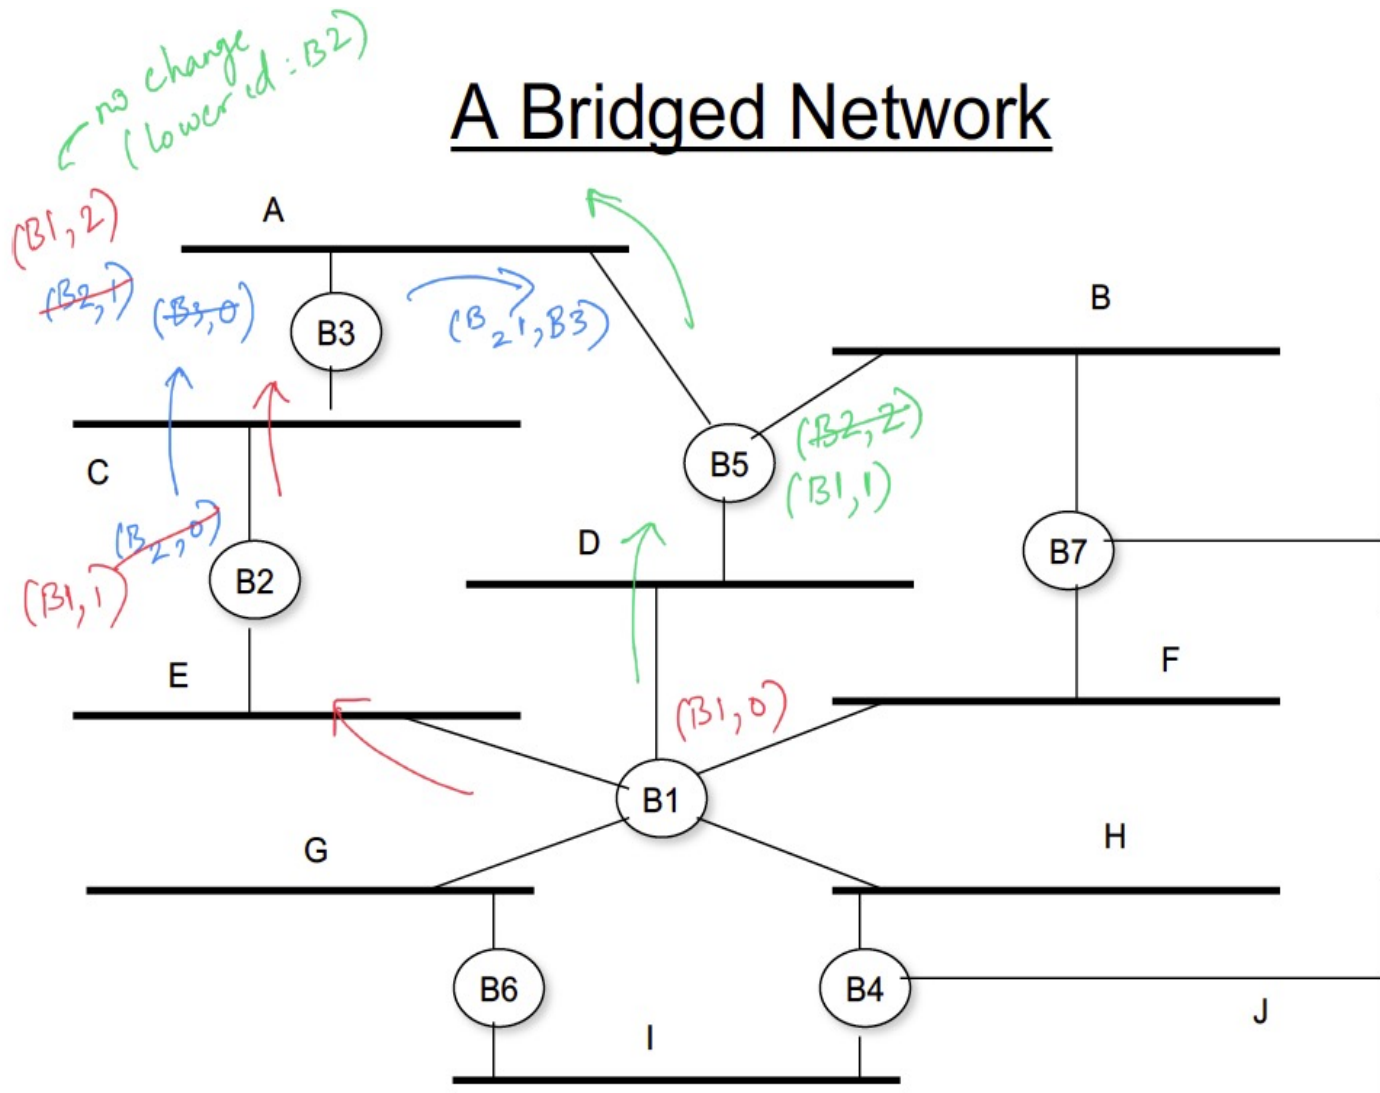 no change
(lower id : B2)
A Bridged Network
(B1, 2)
A
(B2, 1)
(B3, 0)
B3
(B2 1, B3)
B
C
B5
(B2, 2)
(B1, 1)
D
(B2, 0)
B2
(B1, 1)
B7
E
F
(B1, 0)
B1
G
H
B6
B4
I
J